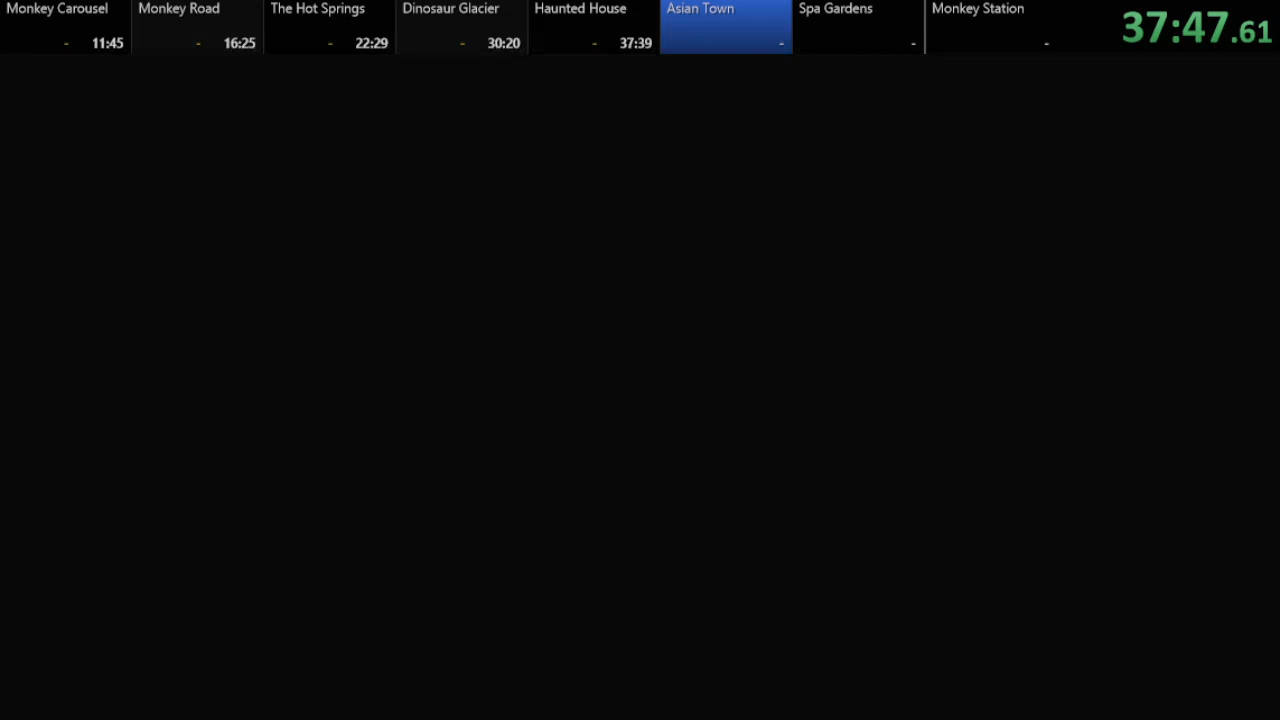 Monkey Carousel
- 11:45
Monkey Road
- 16:25
The Hot Springs
- 22:29
Dinosaur Glacier
- 30:20
Haunted House
- 37:39
Asian Town
-
Spa Gardens
-
Monkey Station
-
37:47.61